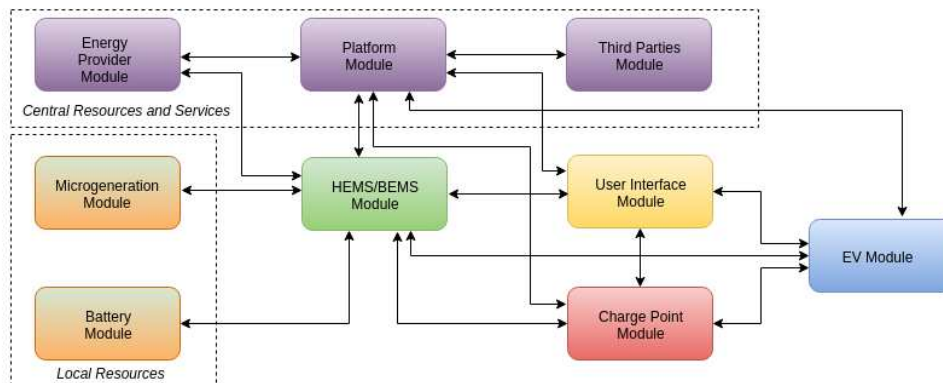 Energy
Provider
Module
Platform
Module
Third Parties
Module
Central Resources and Services
Microgeneration
Module
HEMS/BEMS
Module
User Interface
Module
EV Module
Battery
Module
Charge Point
Module
Local Resources